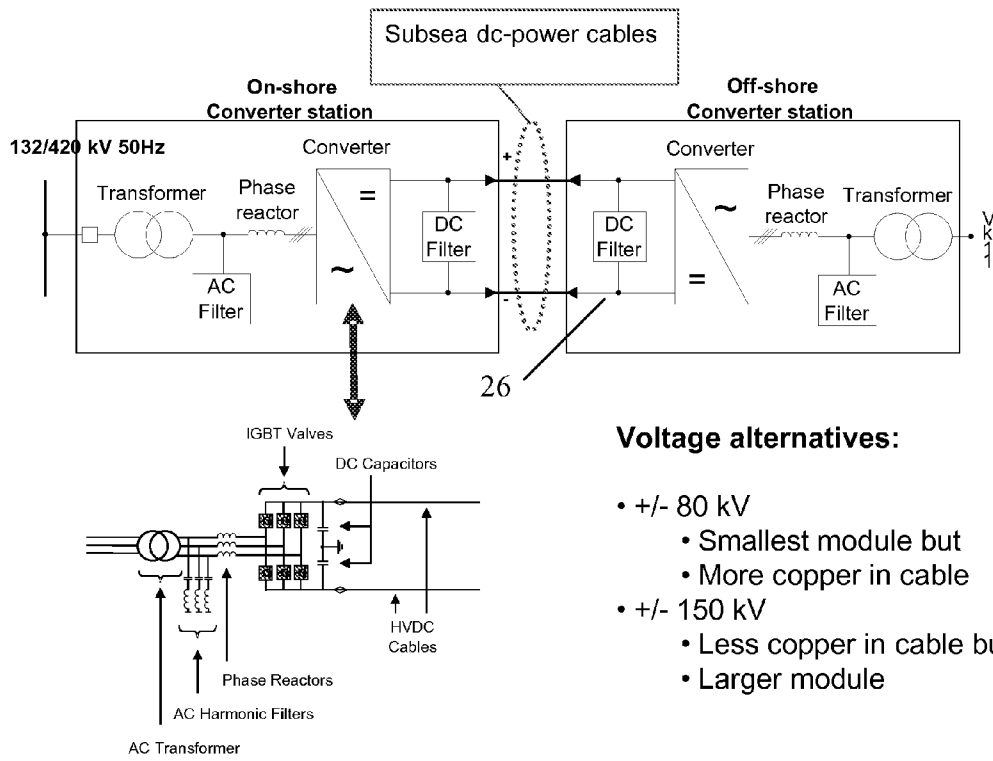 Subsea dc-power cables
On-shore
Converter station
Off-shore
Converter station
132/420 kV 50Hz
Transformer
Phase
reactor
Converter
=
~
AC
Filter
DC
Filter
+
-
DC
Filter
Converter
~
=
Phase
reactor
Transformer
AC
Filter
26
IGBT Valves
DC Capacitors
HVDC
Cables
Phase Reactors
AC Harmonic Filters
AC Transformer
Voltage alternatives:
• +/- 80 kV
• Smallest module but
• More copper in cable
• +/- 150 kV
• Less copper in cable bu
• Larger module